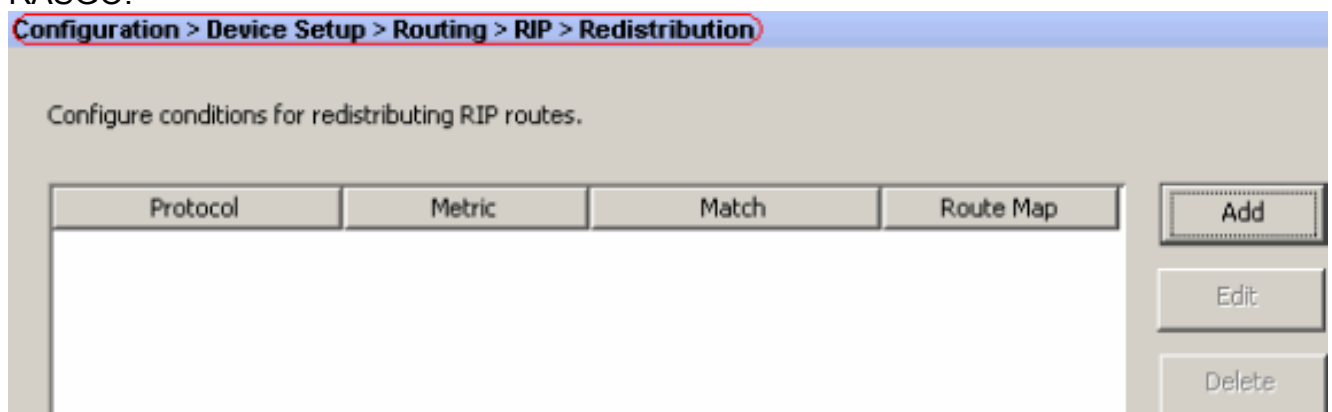 Configuration > Device Setup > Routing > RIP > Redistribution
Configure conditions for redistributing RIP routes.
Protocol Metric Match Route Map Add
Edit
Delete